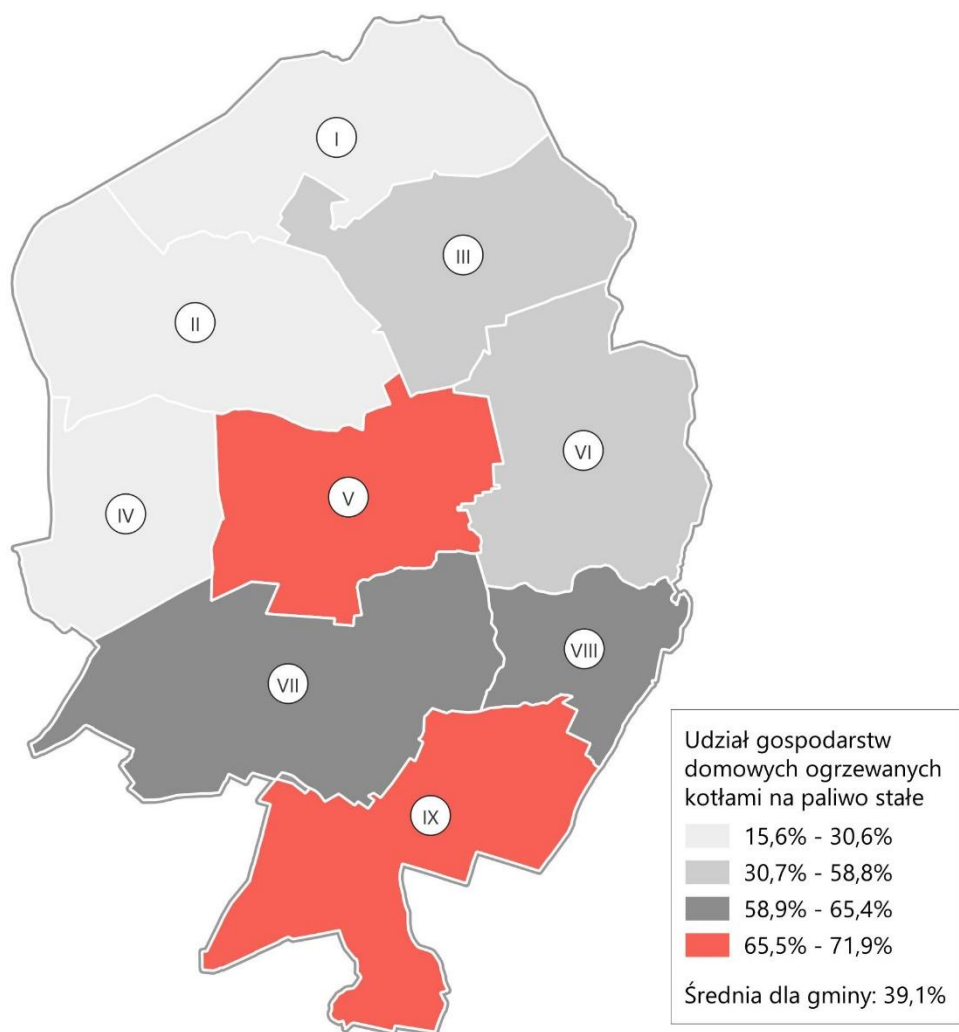 I
III
II
VI
V
IV
VIII
VII
IX
Udział gospodarstw
domowych ogrzewanych
kotłami na paliwo stałe
15,6% - 30,6%
30,7% - 58,8%
58,9% - 65,4%
65,5% - 71,9%
Średnia dla gminy: 39,1%